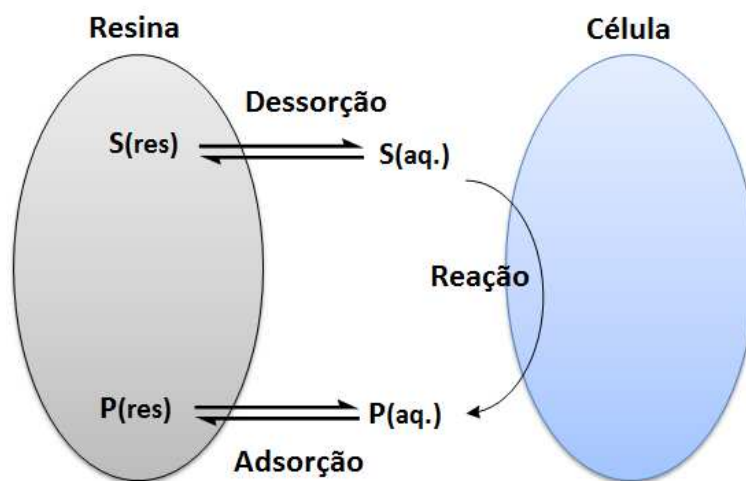 Resina
Célula
Dessorção
S(res)
S(aq.)
Reação
P(res)
P(aq.)
Adsorção